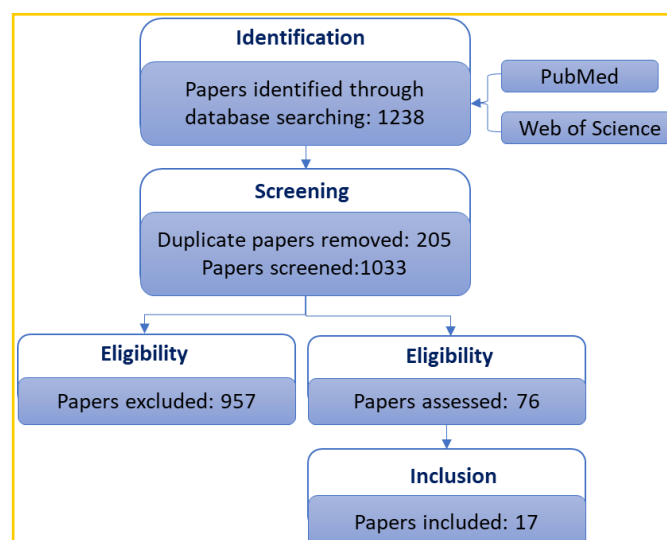 Identification
Papers identified through
database searching: 1238
PubMed
Web of Science
Screening
Duplicate papers removed: 205
Papers screened:1033
Eligibility
Papers excluded: 957
Eligibility
Papers assessed: 76
Inclusion
Papers included: 17